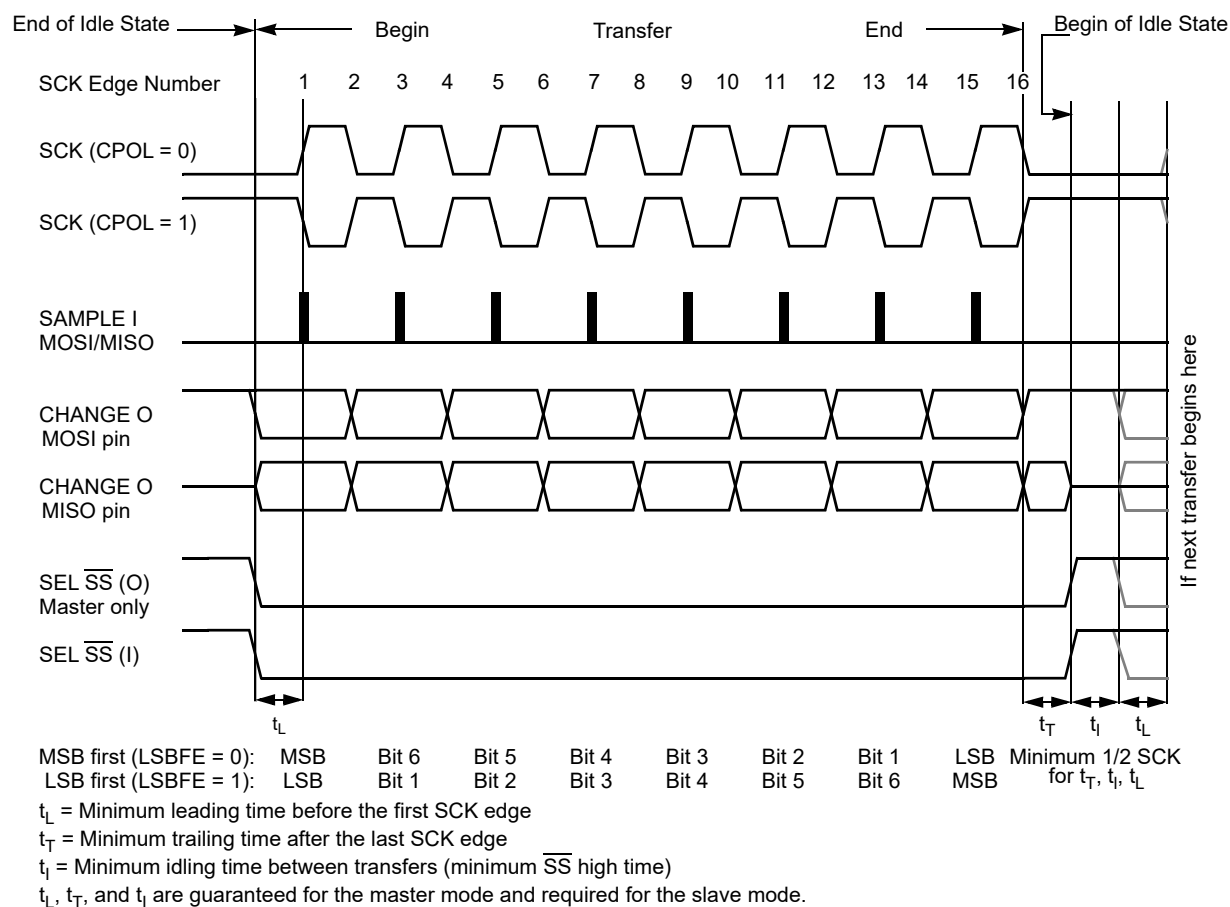 End of Idle State Begin Transfer End Begin of Idle State
SCK Edge Number 1 2 3 4 5 6 7 8 9 10 11 12 13 14 15 16
SCK (CPOL = 0)
SCK (CPOL = 1)
SAMPLE I
MOSI/MISO
CHANGE O
MOSI pin
CHANGE O
MISO pin
SEL S̅S̅ (O)
Master only
SEL S̅S̅ (I)
If next transfer begins here
tL tT tI tL
MSB first (LSBFE = 0): MSB Bit 6 Bit 5 Bit 4 Bit 3 Bit 2 Bit 1 LSB Minimum 1/2 SCK
LSB first (LSBFE = 1): LSB Bit 1 Bit 2 Bit 3 Bit 4 Bit 5 Bit 6 MSB for tT, tI, tL
tL = Minimum leading time before the first SCK edge
tT = Minimum trailing time after the last SCK edge
tI = Minimum idling time between transfers (minimum S̅S̅ high time)
tL, tT, and tI are guaranteed for the master mode and required for the slave mode.